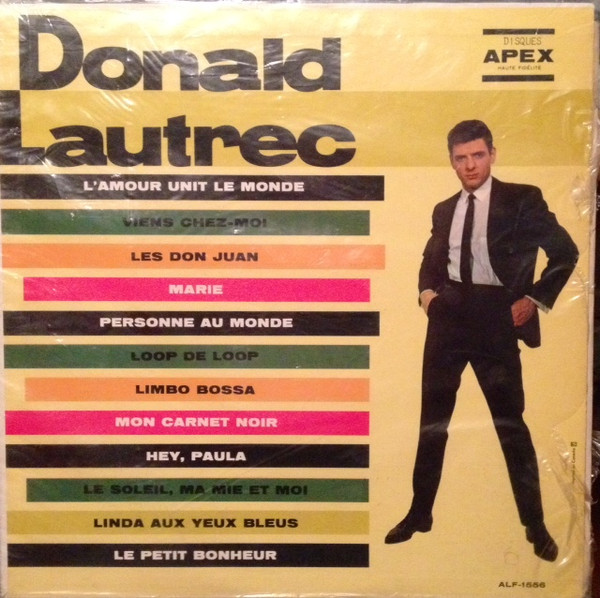 Donald
Lautrec
DISQUES
APEX
HAUTE FIDÉLITÉ
L'AMOUR UNIT LE MONDE
VIENS CHEZ-MOI
LES DON JUAN
MARIE
PERSONNE AU MONDE
LOOP DE LOOP
LIMBO BOSSA
MON CARNET NOIR
HEY, PAULA
LE SOLEIL, MA MIE ET MOI
LINDA AUX YEUX BLEUS
LE PETIT BONHEUR
ALF-1556